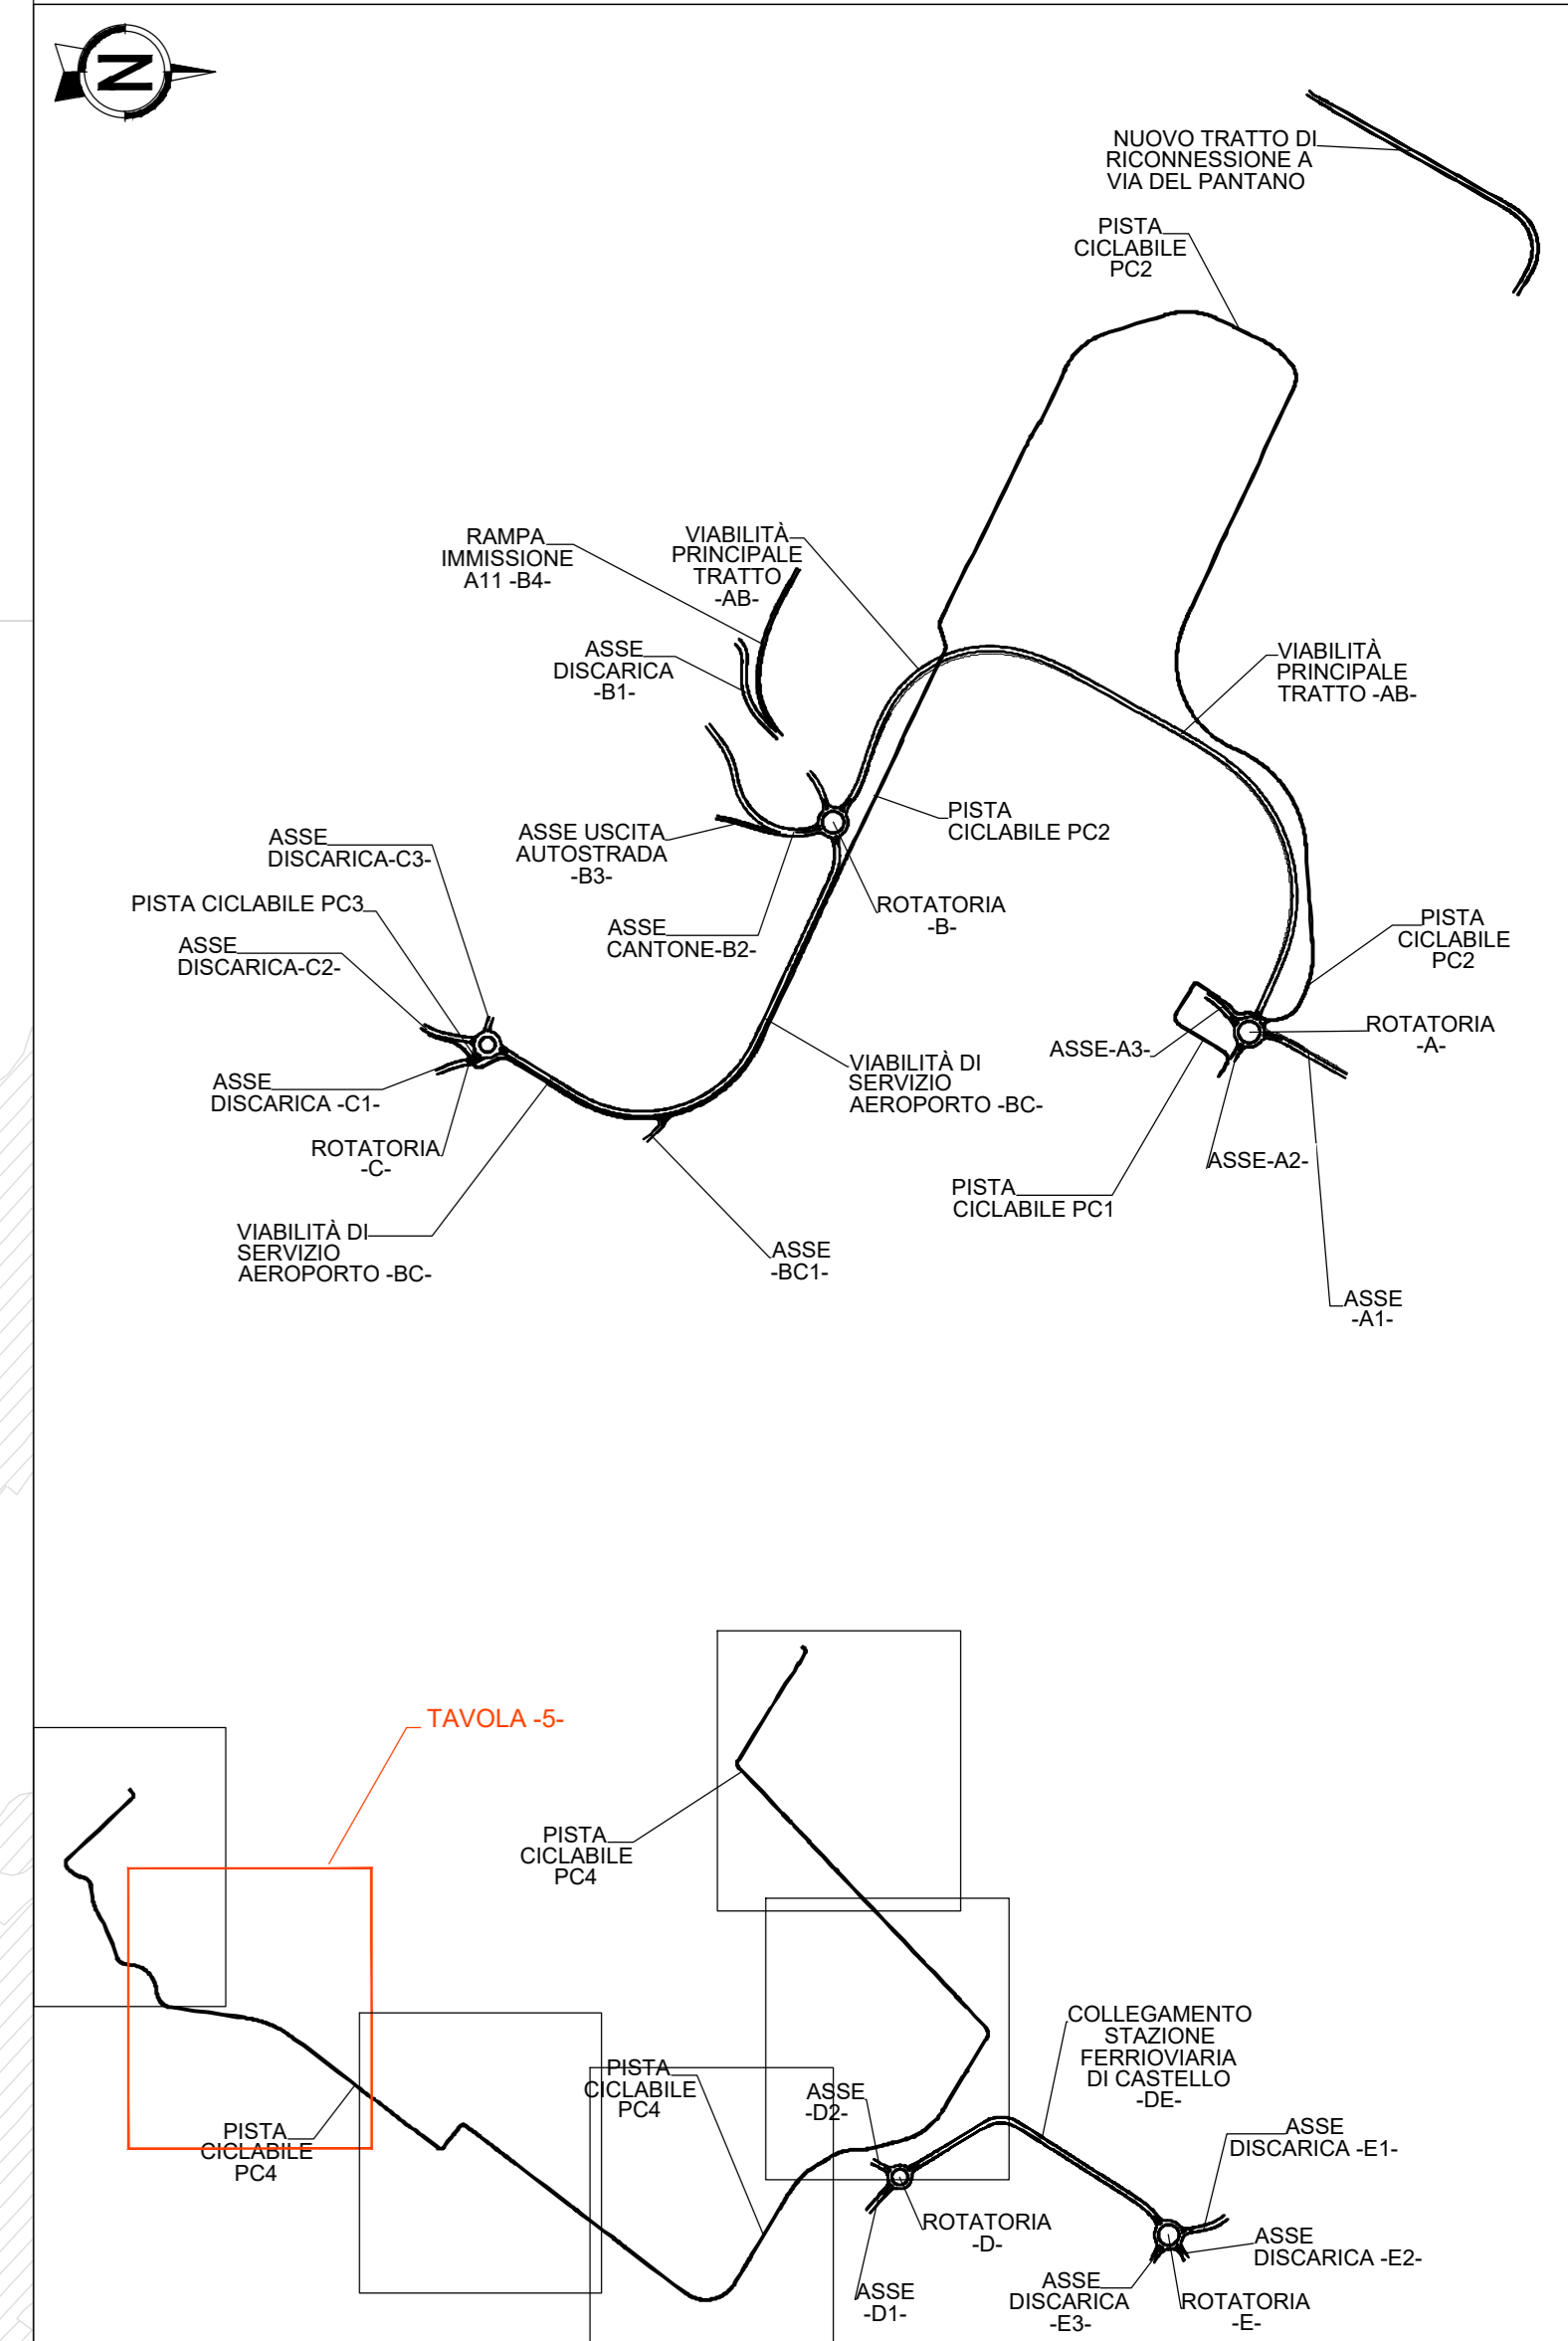 N
NUOVO TRATTO DI
RICONNESSIONE A
VIA DEL PANTANO
PISTA
CICLABILE
PC2
RAMPA
IMMISSIONE
A11 -B4-
VIABILITÀ
PRINCIPALE
TRATTO
-AB-
ASSE
DISCARICA
-B1-
VIABILITÀ
PRINCIPALE
TRATTO -AB-
PISTA
CICLABILE PC2
ASSE USCITA
AUTOSTRADA
-B3-
ASSE
DISCARICA-C3-
PISTA CICLABILE PC3
ASSE
DISCARICA-C2-
ASSE
CANTONE-B2-
ROTATORIA
-B-
PISTA
CICLABILE
PC2
ROTATORIA
-A-
ASSE-A3-
VIABILITÀ DI
SERVIZIO
AEROPORTO -BC-
ASSE
DISCARICA -C1-
ROTATORIA
-C-
ASSE-A2-
PISTA
CICLABILE PC1
VIABILITÀ DI
SERVIZIO
AEROPORTO -BC-
ASSE
-BC1-
ASSE
-A1-
TAVOLA -5-
PISTA
CICLABILE
PC4
COLLEGAMENTO
STAZIONE
FERRIOVIARIA
DI CASTELLO
-DE-
PISTA
CICLABILE
PC4
ASSE
-D2-
PISTA
CICLABILE
PC4
ASSE
DISCARICA -E1-
ROTATORIA
-D-
ASSE
DISCARICA -E2-
ASSE
-D1-
ASSE
DISCARICA
-E3-
ROTATORIA
-E-